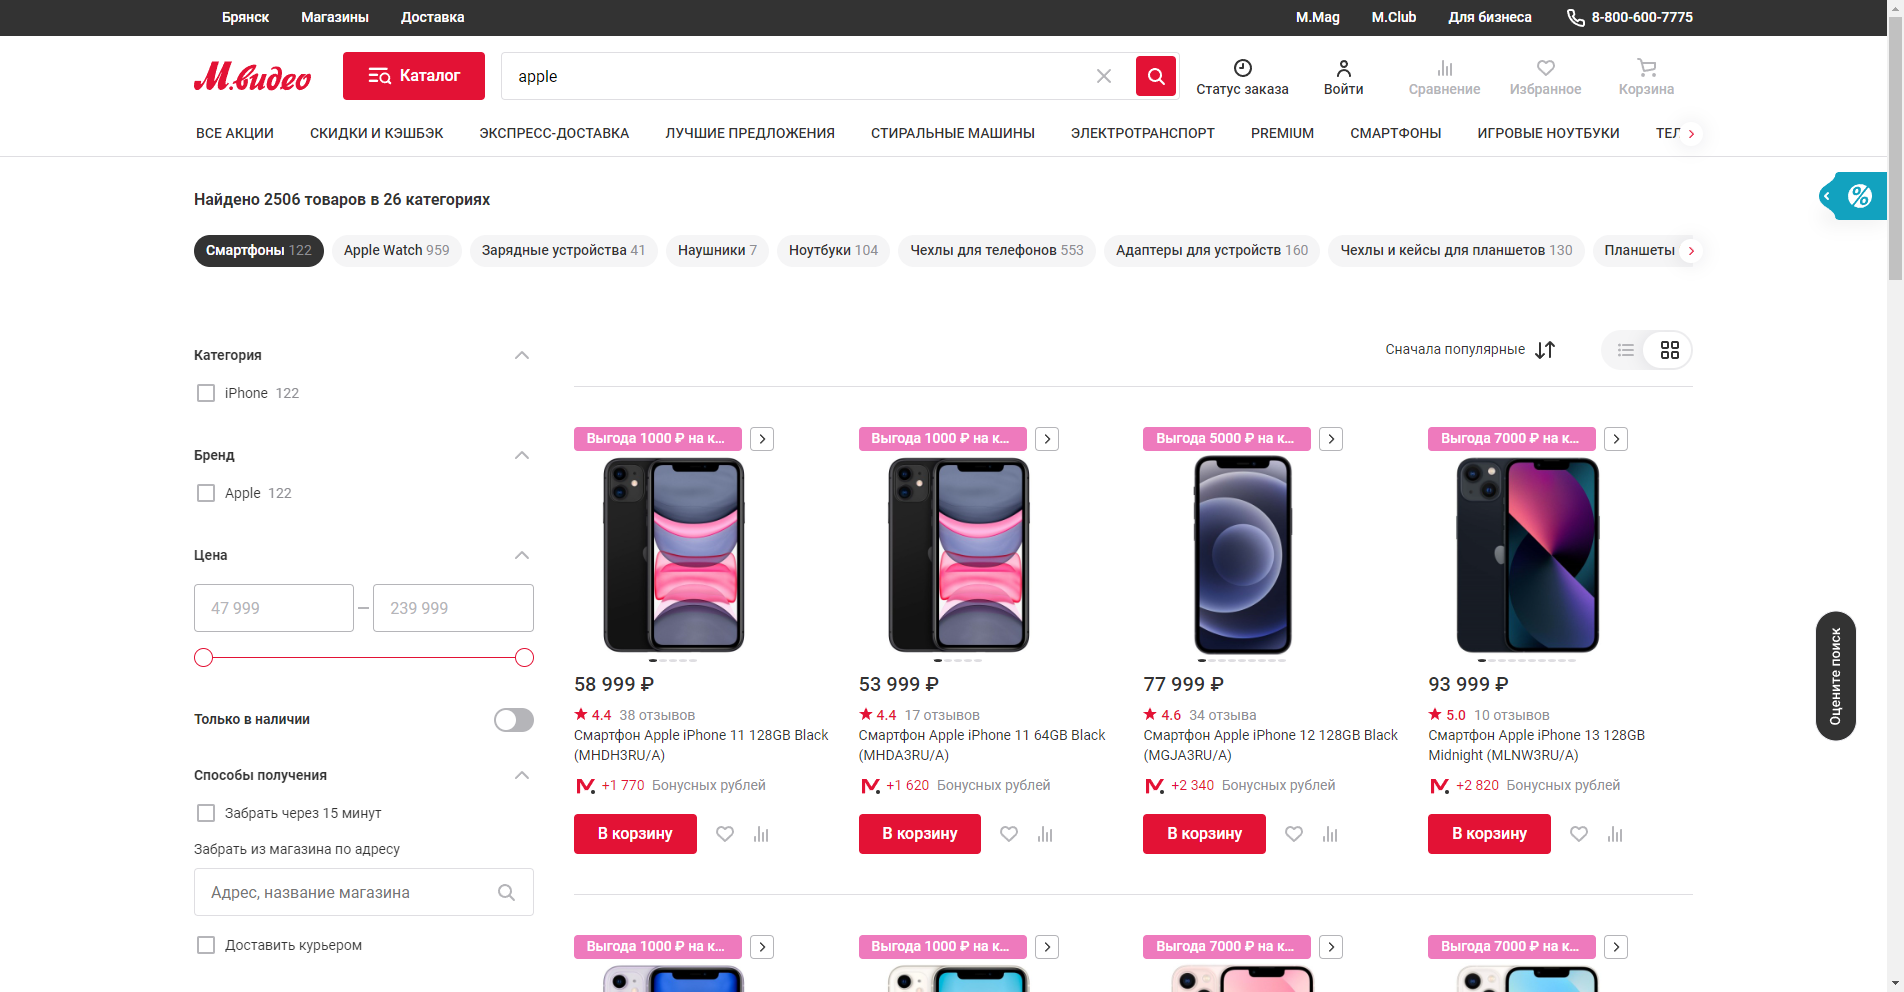 Брянск Магазины Доставка M.Mag M.Club Для бизнеса 8-800-600-7775
М.видео Каталог apple Статус заказа Войти Сравнение Избранное Корзина
ВСЕ АКЦИИ СКИДКИ И КЭШБЭК ЭКСПРЕСС-ДОСТАВКА ЛУЧШИЕ ПРЕДЛОЖЕНИЯ СТИРАЛЬНЫЕ МАШИНЫ ЭЛЕКТРОТРАНСПОРТ PREMIUM СМАРТФОНЫ ИГРОВЫЕ НОУТБУКИ ТЕЛ
Найдено 2506 товаров в 26 категориях
Смартфоны 122 Apple Watch 959 Зарядные устройства 41 Наушники 7 Ноутбуки 104 Чехлы для телефонов 553 Адаптеры для устройств 160 Чехлы и кейсы для планшетов 130 Планшеты
Сначала популярные
Категория
iPhone 122
Бренд
Apple 122
Цена
47 999 – 239 999
Только в наличии
Способы получения
Забрать через 15 минут
Забрать из магазина по адресу
Адрес, название магазина
Доставить курьером
Выгода 1000 ₽ на к... Выгода 1000 ₽ на к... Выгода 5000 ₽ на к... Выгода 7000 ₽ на к...
58 999 ₽ 53 999 ₽ 77 999 ₽ 93 999 ₽
4.4 38 отзывов 4.4 17 отзывов 4.6 34 отзыва 5.0 10 отзывов
Смартфон Apple iPhone 11 128GB Black Смартфон Apple iPhone 11 64GB Black Смартфон Apple iPhone 12 128GB Black Смартфон Apple iPhone 13 128GB
(MHDH3RU/A) (MHDA3RU/A) (MGJA3RU/A) Midnight (MLNW3RU/A)
+1 770 Бонусных рублей +1 620 Бонусных рублей +2 340 Бонусных рублей +2 820 Бонусных рублей
В корзину В корзину В корзину В корзину
Выгода 1000 ₽ на к... Выгода 1000 ₽ на к... Выгода 7000 ₽ на к... Выгода 7000 ₽ на к...
%
Оцените поиск